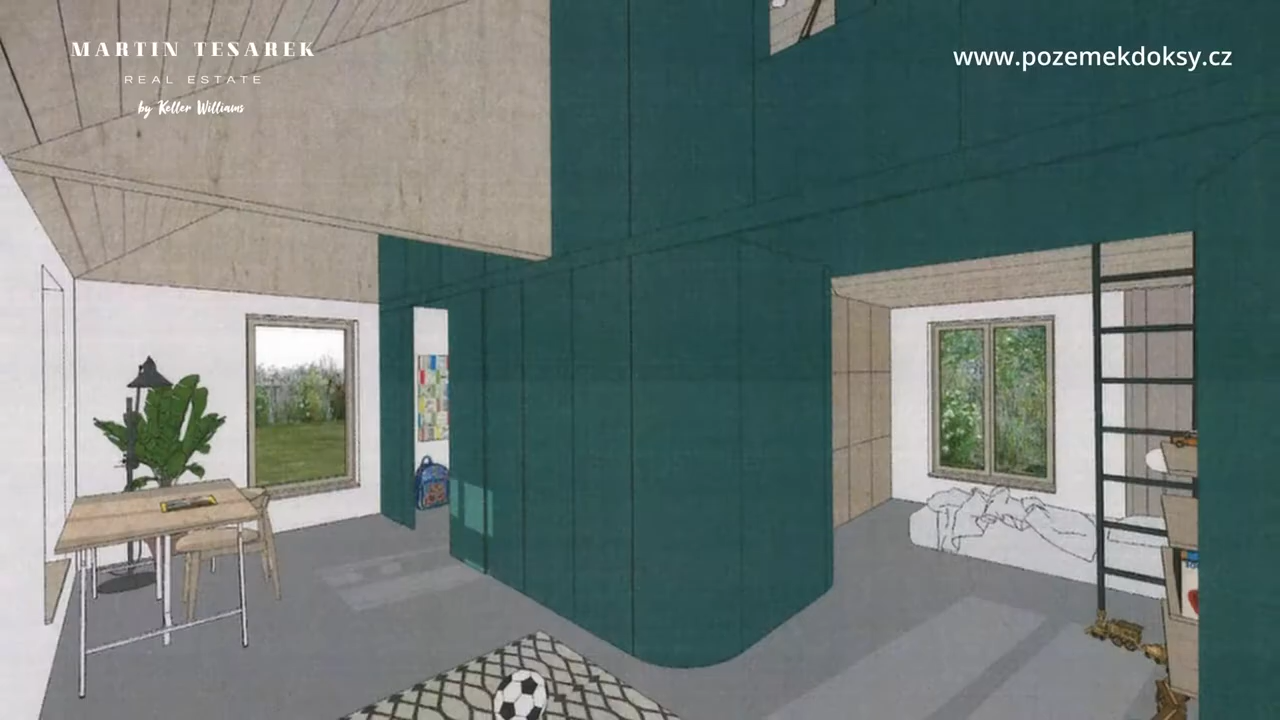 MARTIN TESAREK
REAL ESTATE
by Keller Williams
www.pozemekdoksy.cz